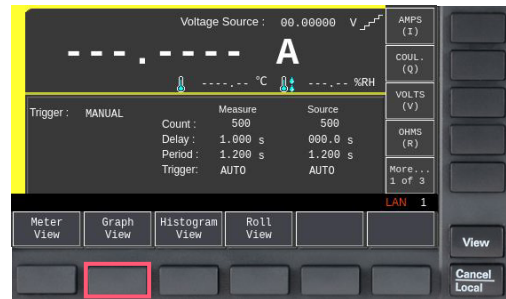 Voltage Source : 00.00000 V
---.---- A
----.-- °C ---.-- %RH
Trigger : MANUAL
Measure Source
Count : 500 500
Delay : 1.000 s 000.0 s
Period : 1.200 s 1.200 s
Trigger: AUTO AUTO
AMPS
(I)
COUL.
(Q)
VOLTS
(V)
OHMS
(R)
More...
1 of 3
LAN 1
Meter
View
Graph
View
Histogram
View
Roll
View
View
Cancel
Local